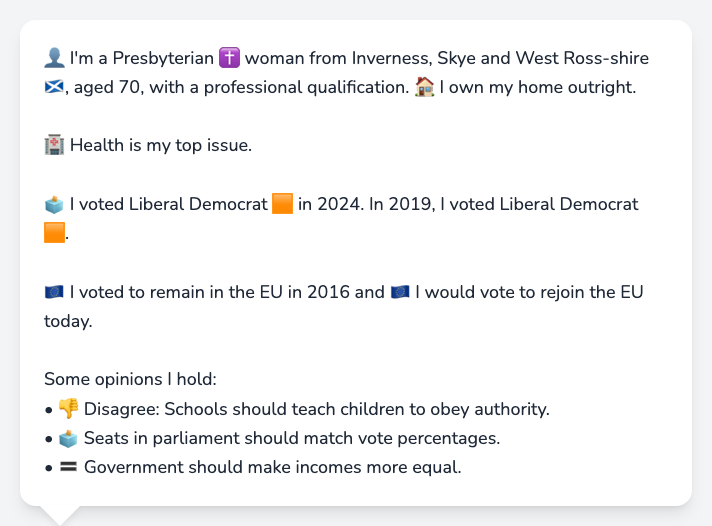 👤 I'm a Presbyterian ✝️ woman from Inverness, Skye and West Ross-shire
🏴󠁧󠁢󠁳󠁣󠁴󠁿, aged 70, with a professional qualification. 🏠 I own my home outright.
🏥 Health is my top issue.
🗳️ I voted Liberal Democrat 🟧 in 2024. In 2019, I voted Liberal Democrat
🟧.
🇪🇺 I voted to remain in the EU in 2016 and 🇪🇺 I would vote to rejoin the EU
today.
Some opinions I hold:
• 👎 Disagree: Schools should teach children to obey authority.
• 🗳️ Seats in parliament should match vote percentages.
• 🟰 Government should make incomes more equal.